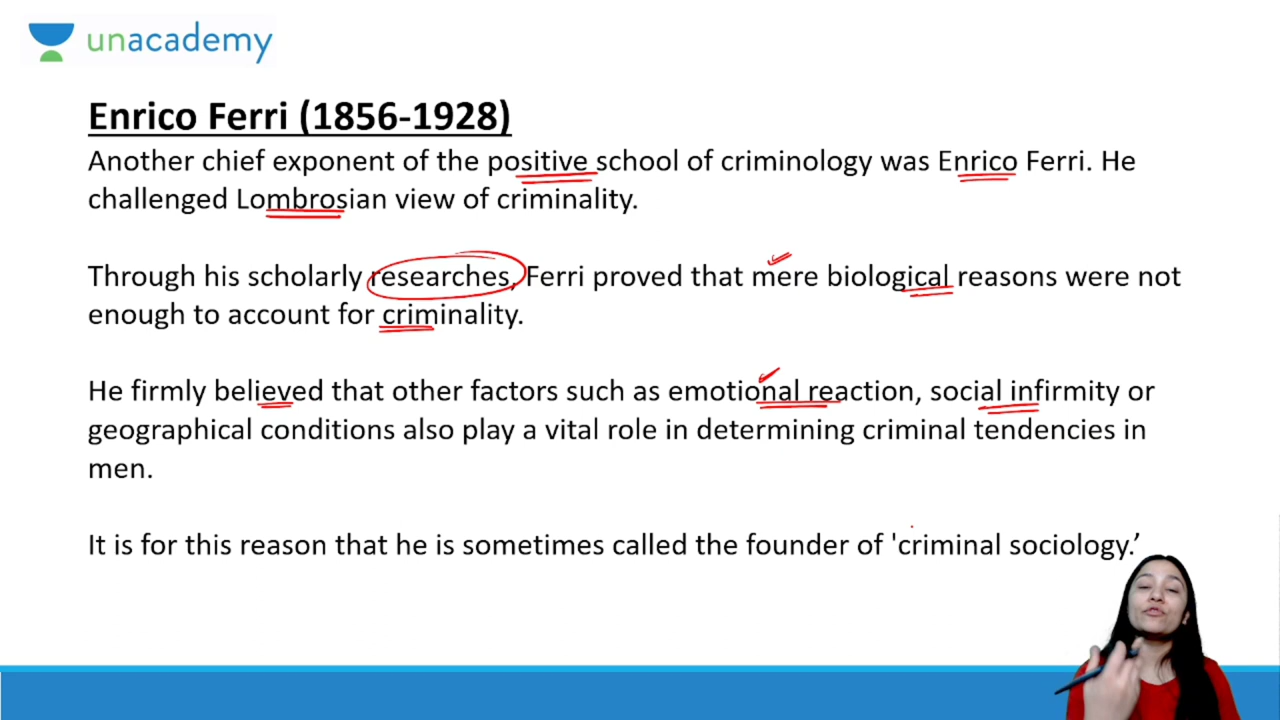 unacademy
Enrico Ferri (1856-1928)
Another chief exponent of the positive school of criminology was Enrico Ferri. He
challenged Lombrosian view of criminality.
Through his scholarly researches, Ferri proved that mere biological reasons were not
enough to account for criminality.
He firmly believed that other factors such as emotional reaction, social infirmity or
geographical conditions also play a vital role in determining criminal tendencies in
men.
It is for this reason that he is sometimes called the founder of 'criminal sociology.’